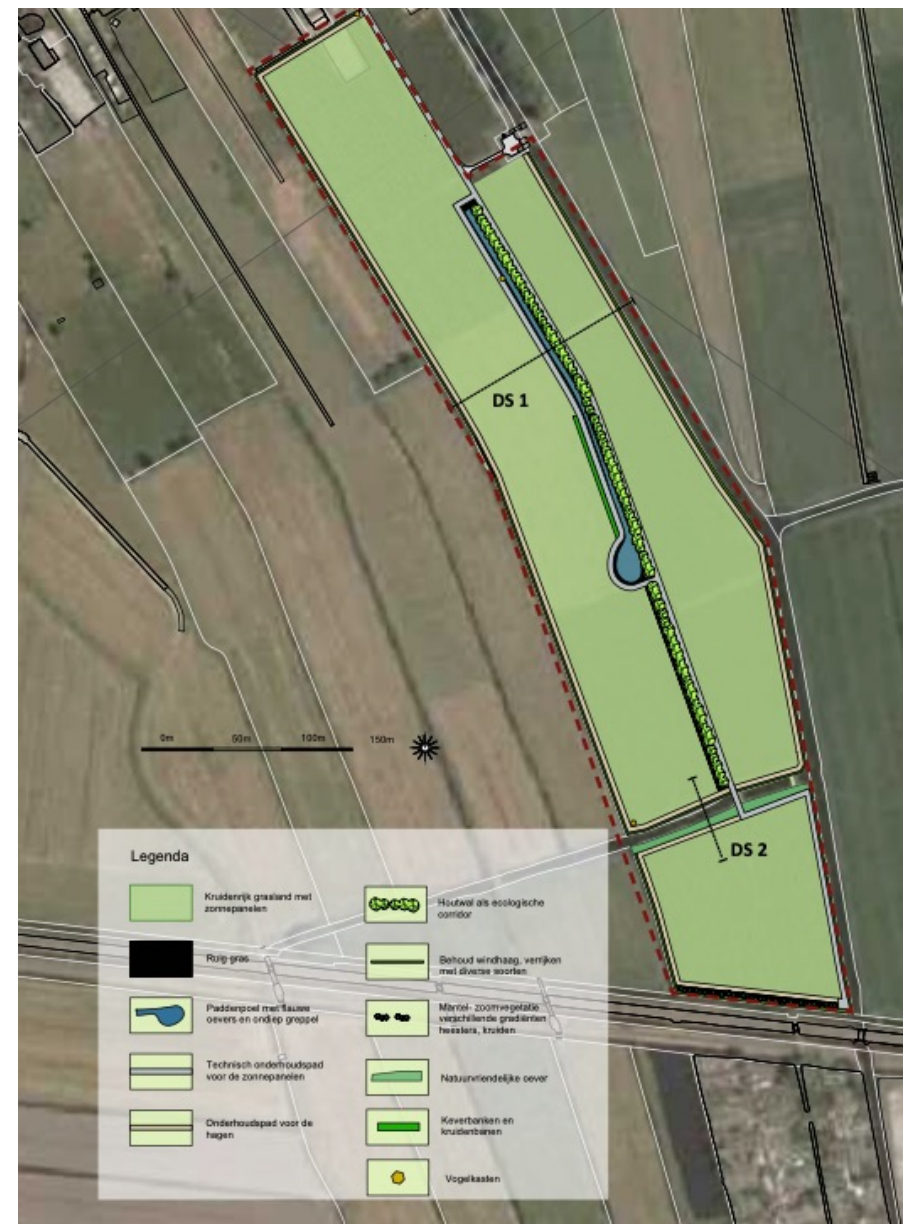 DS 1
0m 50m 100m 150m
DS 2
Legenda
Kruidenrijk grasland met
zonnepanelen
Ruig gras
Paddenpoel met flauwe
oevers en ondiep greppel
Technisch onderhoudspad
voor de zonnepanelen
Onderhoudspad voor de
hagen
Houtwal als ecologische
corridor
Behoud windhaag, verrijken
met diverse soorten
Mantel- zoomvegetatie
verschillende gradiënten
heesters, kruiden
Natuurvriendelijke oever
Keverbanken en
kruidenbanen
Vogelkasten